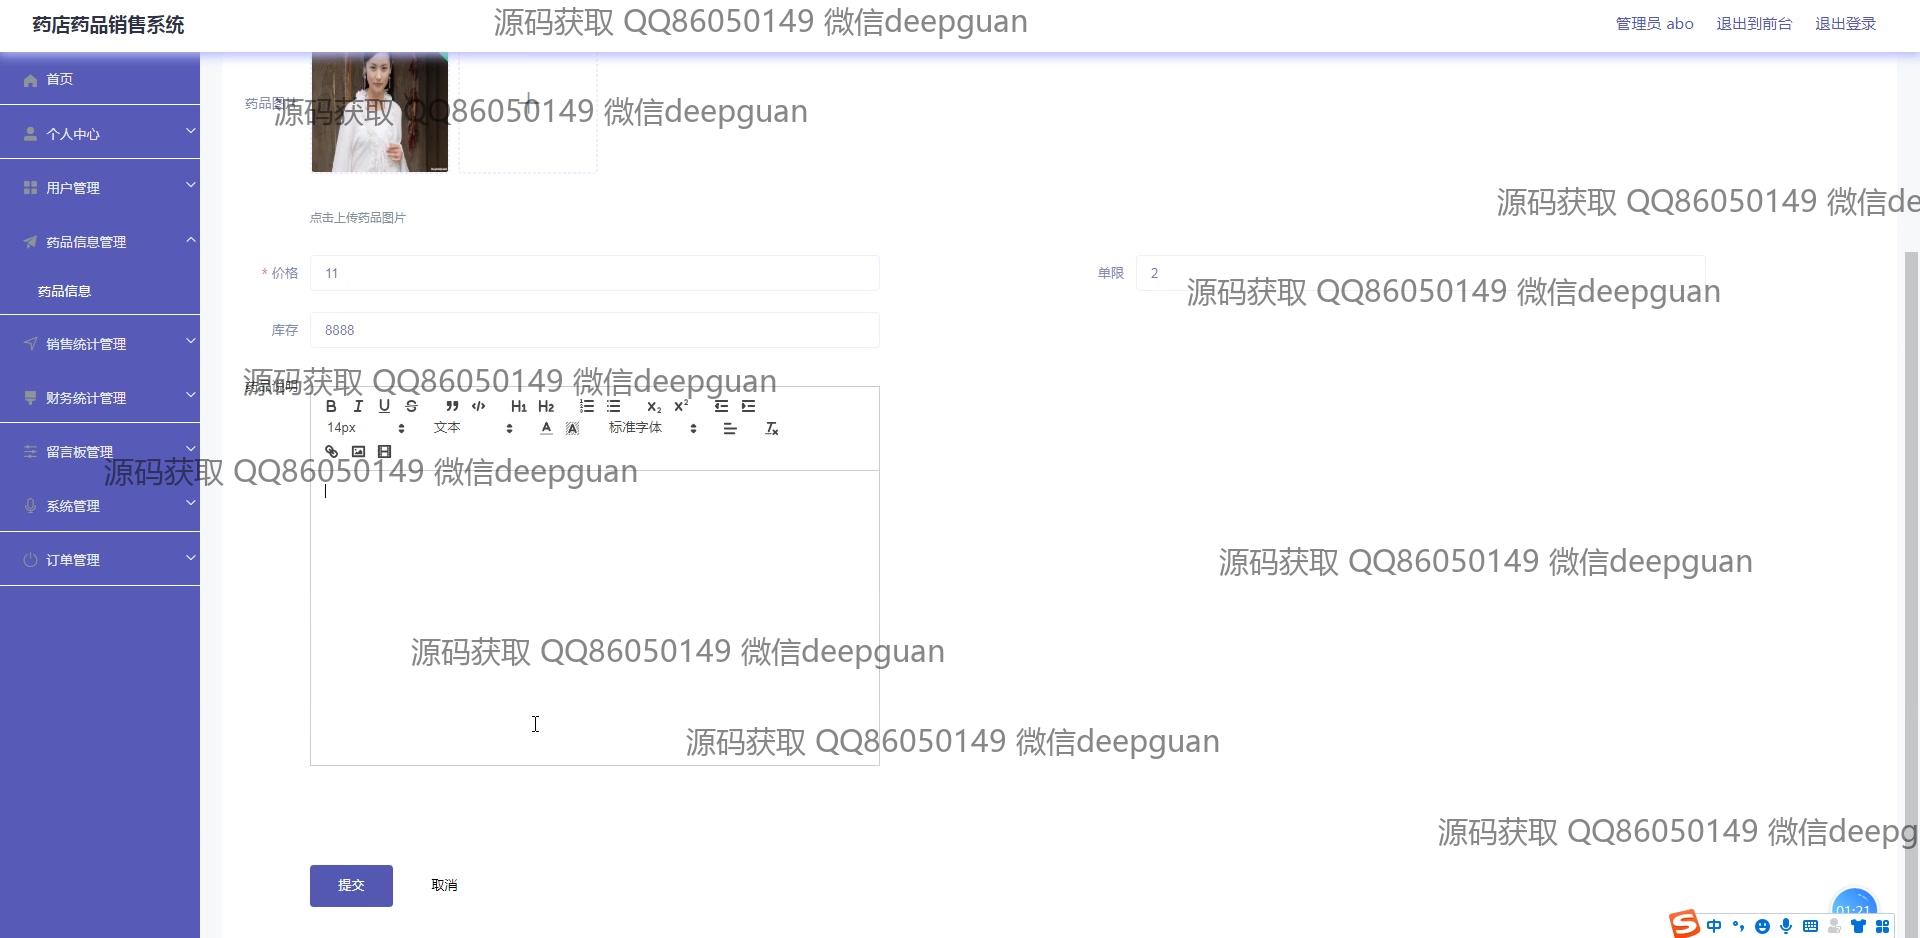 药店药品销售系统
源码获取 QQ86050149 微信deepguan
管理员 abo 退出到前台 退出登录
首页
药品图片
源码获取 QQ86050149 微信deepguan
个人中心
用户管理
源码获取 QQ86050149 微信de
点击上传药品图片
药品信息管理
* 价格 11
单限 2
药品信息
源码获取 QQ86050149 微信deepguan
库存 8888
销售统计管理
药品说明
源码获取 QQ86050149 微信deepguan
财务统计管理
B I U S H1 H2 X2 X2
14px 文本 A A 标准字体 Tx
留言板管理
源码获取 QQ86050149 微信deepguan
系统管理
订单管理
源码获取 QQ86050149 微信deepguan
源码获取 QQ86050149 微信deepguan
源码获取 QQ86050149 微信deepguan
源码获取 QQ86050149 微信deepg
提交 取消
01:21
S 中